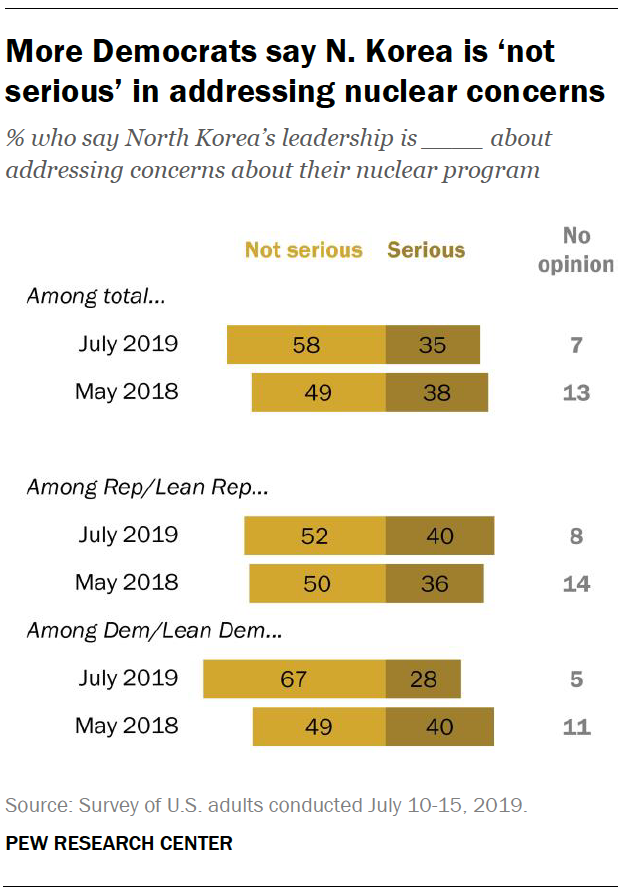 More Democrats say N. Korea is ‘not
serious’ in addressing nuclear concerns
% who say North Korea’s leadership is ____ about
addressing concerns about their nuclear program
Not serious Serious No opinion
Among total...
July 2019 58 35 7
May 2018 49 38 13
Among Rep/Lean Rep...
July 2019 52 40 8
May 2018 50 36 14
Among Dem/Lean Dem...
July 2019 67 28 5
May 2018 49 40 11
Source: Survey of U.S. adults conducted July 10-15, 2019.
PEW RESEARCH CENTER